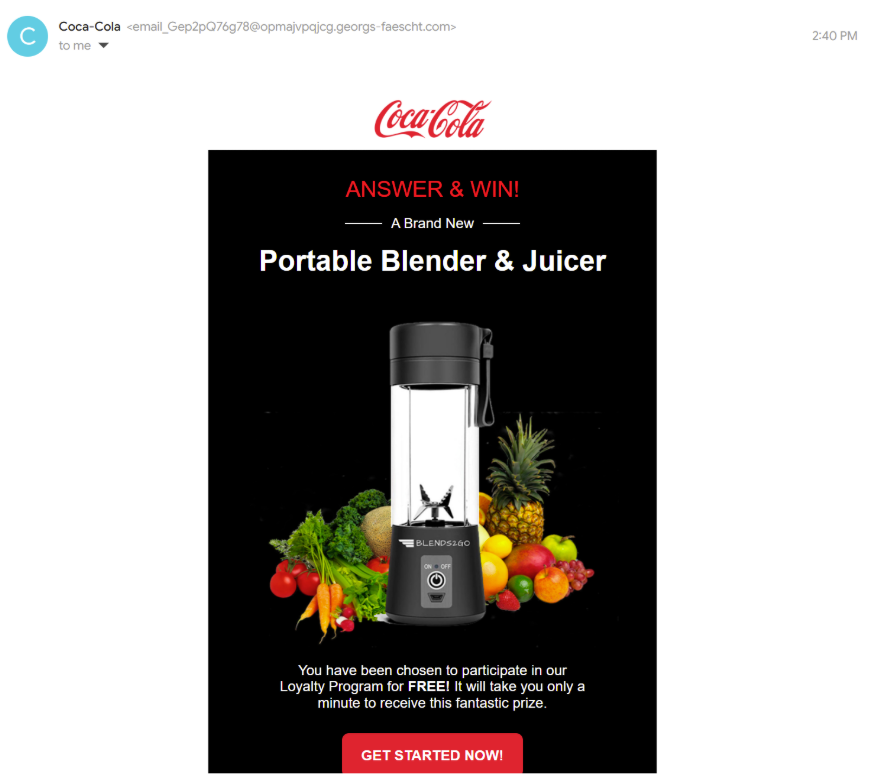 C
Coca-Cola <email_Gep2pQ76g78@opmajvpqjcg.georgs-faescht.com>
2:40 PM
to me
Coca-Cola
ANSWER & WIN!
A Brand New
Portable Blender & Juicer
BLENDS2GO
ON OFF
You have been chosen to participate in our
Loyalty Program for FREE! It will take you only a
minute to receive this fantastic prize.
GET STARTED NOW!